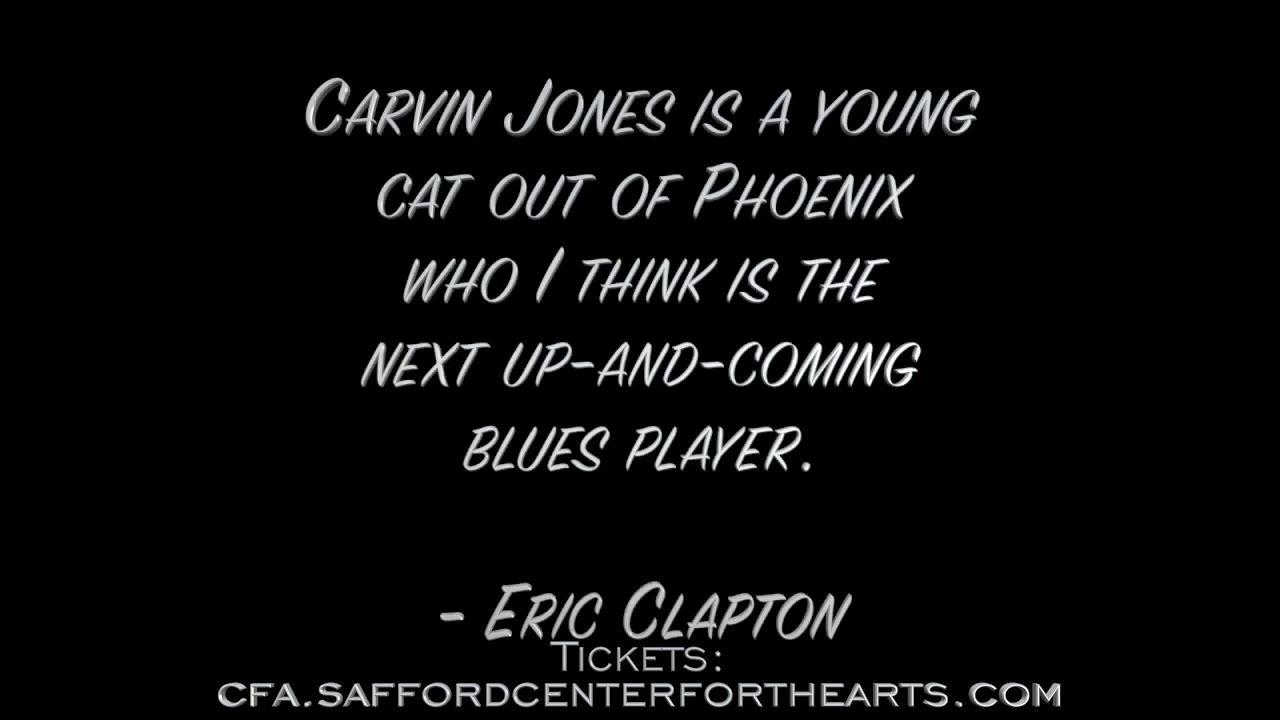 Carvin Jones is a young
cat out of Phoenix
who I think is the
next up-and-coming
blues player.
- Eric Clapton
Tickets:
cfa.saffordcenterforthearts.com